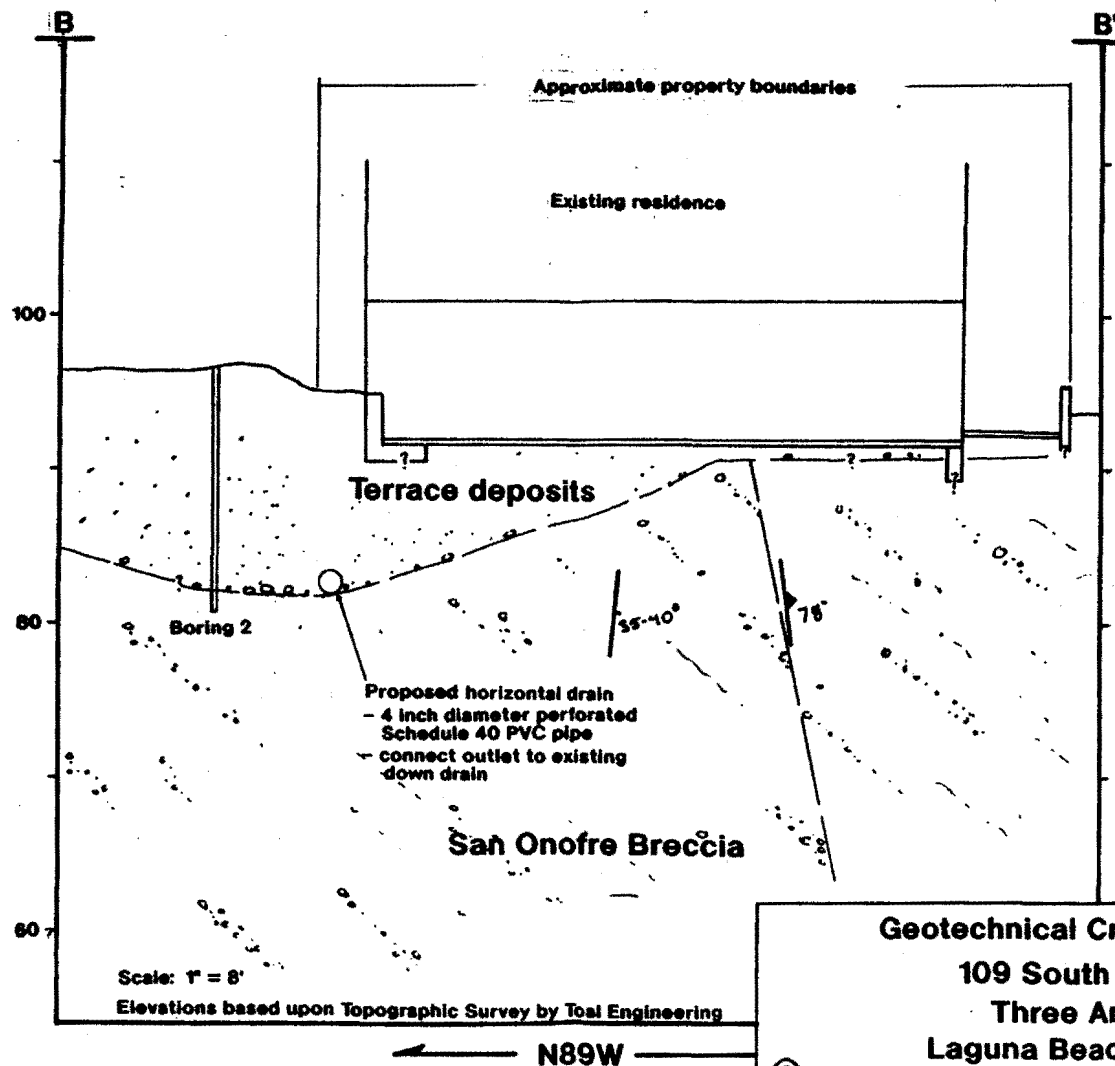 B
B'
Approximate property boundaries
Existing residence
100
?
?
?
?
Terrace deposits
?
80
Boring 2
35-40°
78°
Proposed horizontal drain
- 4 inch diameter perforated
Schedule 40 PVC pipe
- connect outlet to existing
down drain
San Onofre Breccia
60
Scale: 1" = 8'
Elevations based upon Topographic Survey by Toal Engineering
N89W
Geotechnical
109 South
Three
Laguna